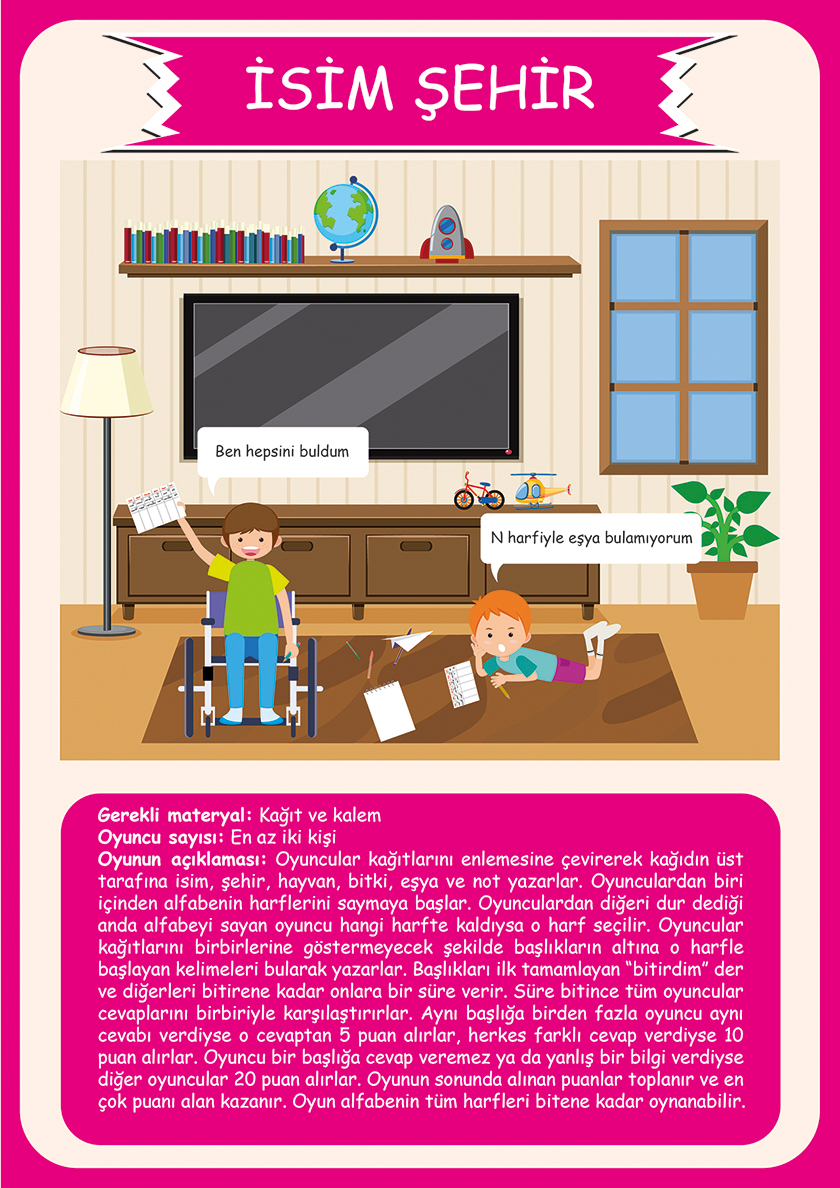 İSİM ŞEHİR
Ben hepsini buldum
N harfiyle eşya bulamıyorum
Gerekli materyal: Kağıt ve kalem
Oyuncu sayısı: En az iki kişi
Oyunun açıklaması: Oyuncular kağıtlarını enlemesine çevirerek kağıdın üst
tarafına isim, şehir, hayvan, bitki, eşya ve not yazarlar. Oyunculardan biri
içinden alfabenin harflerini saymaya başlar. Oyunculardan diğeri dur dediği
anda alfabeyi sayan oyuncu hangi harfte kaldıysa o harf seçilir. Oyuncular
kağıtlarını birbirlerine göstermeyecek şekilde başlıkların altına o harfle
başlayan kelimeleri bularak yazarlar. Başlıkları ilk tamamlayan “bitirdim” der
ve diğerleri bitirene kadar onlara bir süre verir. Süre bitince tüm oyuncular
cevaplarını birbiriyle karşılaştırırlar. Aynı başlığa birden fazla oyuncu aynı
cevabı verdiyse o cevaptan 5 puan alırlar, herkes farklı cevap verdiyse 10
puan alırlar. Oyuncu bir başlığa cevap veremez ya da yanlış bir bilgi verdiyse
diğer oyuncular 20 puan alırlar. Oyunun sonunda alınan puanlar toplanır ve en
çok puanı alan kazanır. Oyun alfabenin tüm harfleri bitene kadar oynanabilir.